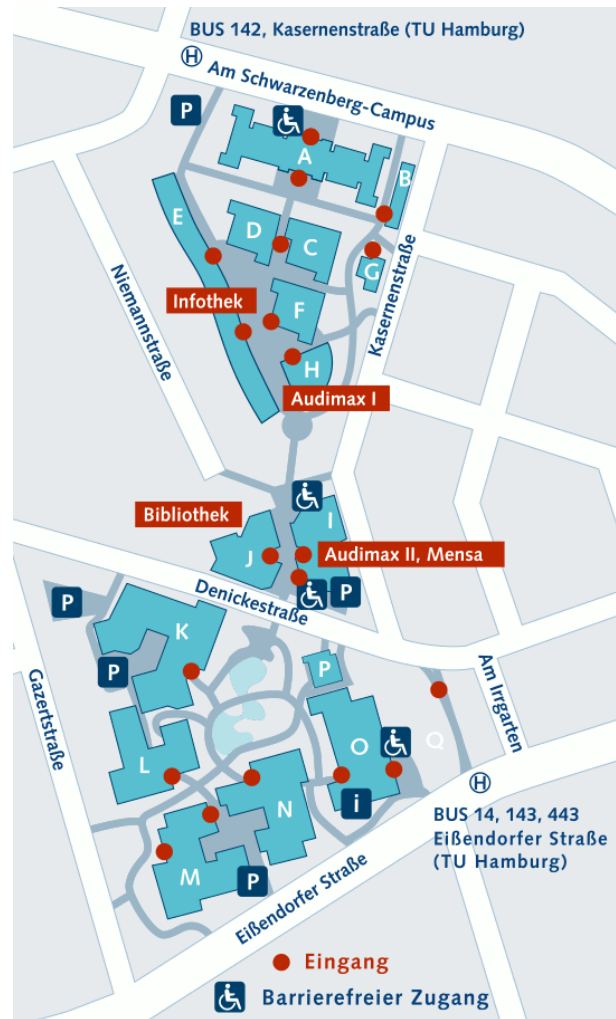 BUS 142, Kasernenstraße (TU Hamburg)
H
Am Schwarzenberg-Campus
P
A
B
E
D
C
G
Niemannstraße
Infothek
F
Kasernenstraße
H
Audimax I
I
Bibliothek
J
Audimax II, Mensa
P
Denickestraße
P
K
P
P
Gazertstraße
Am Irrgarten
L
O
Q
H
N
i
BUS 14, 143, 443
Eißendorfer Straße
(TU Hamburg)
M
P
Eißendorfer Straße
Eingang
Barrierefreier Zugang